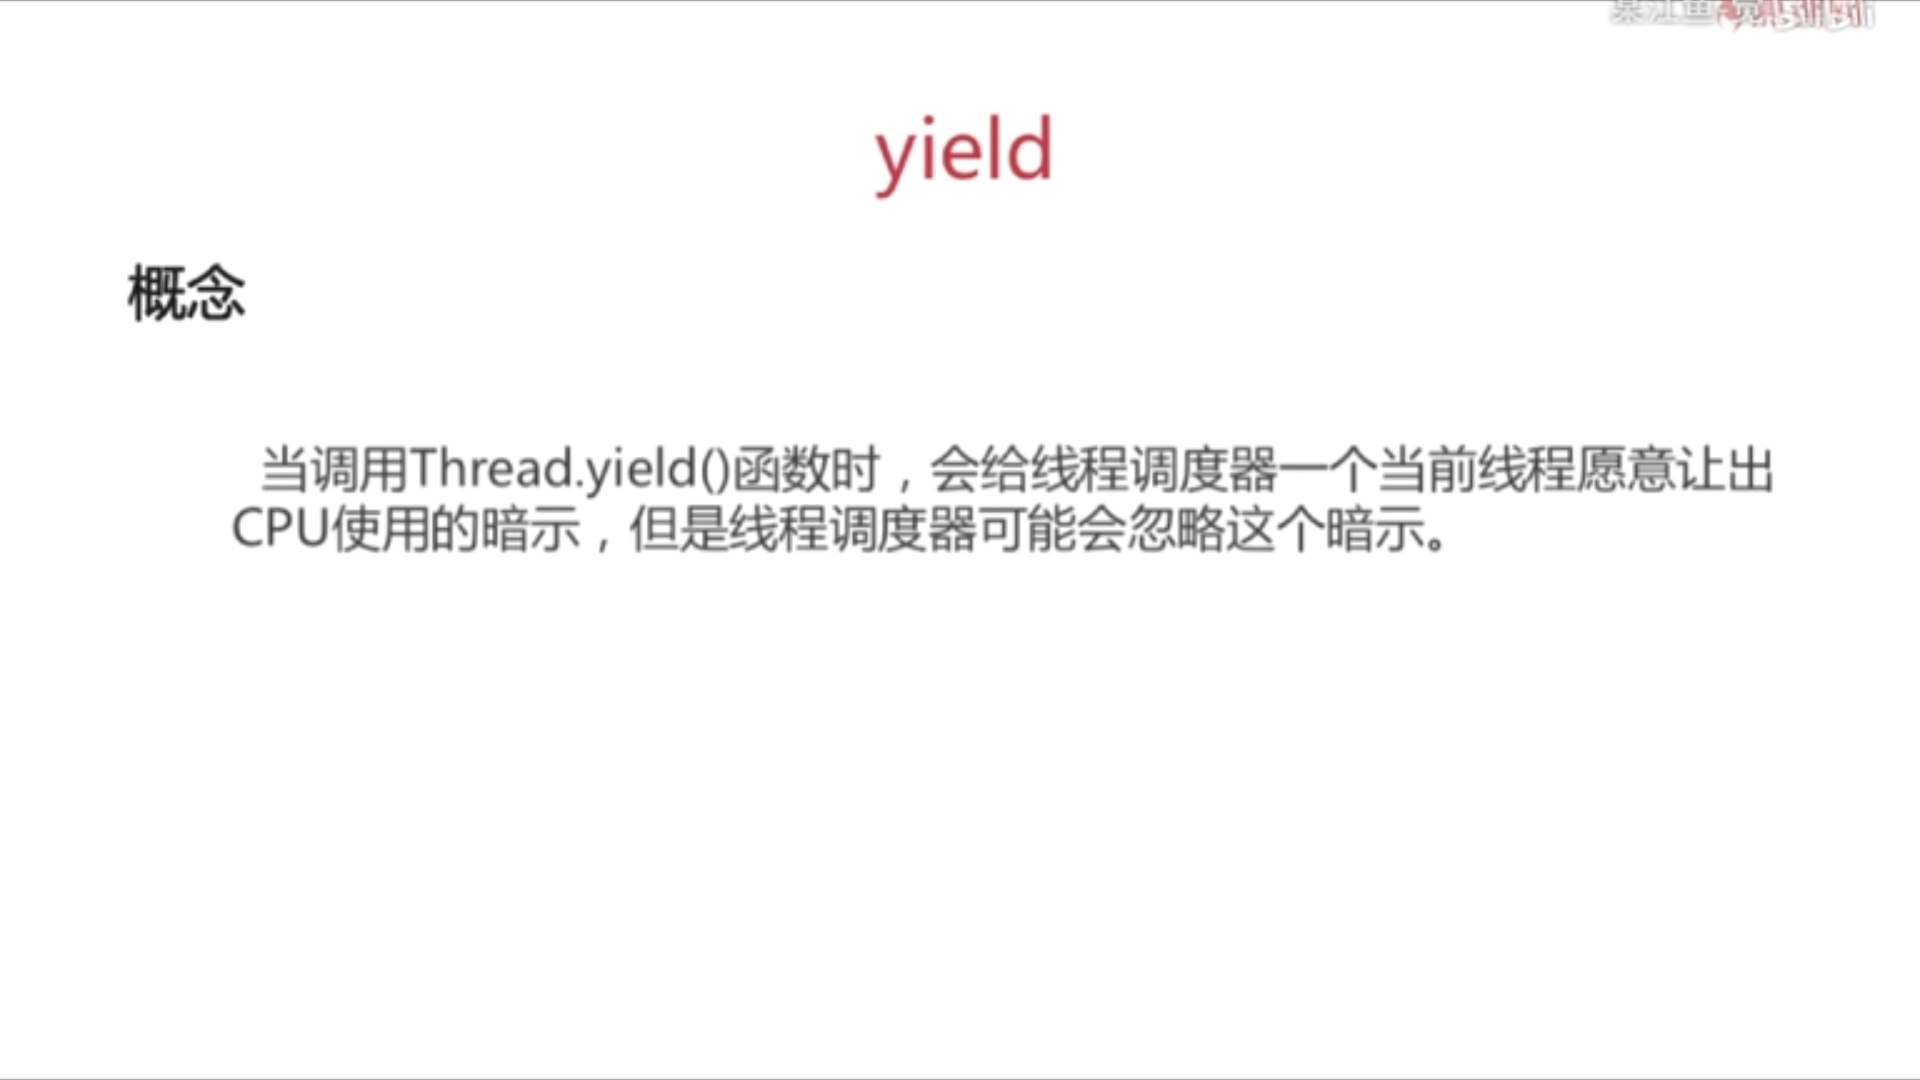 yield
概念
当调用Thread.yield()函数时，会给线程调度器一个当前线程愿意让出
CPU使用的暗示，但是线程调度器可能会忽略这个暗示。